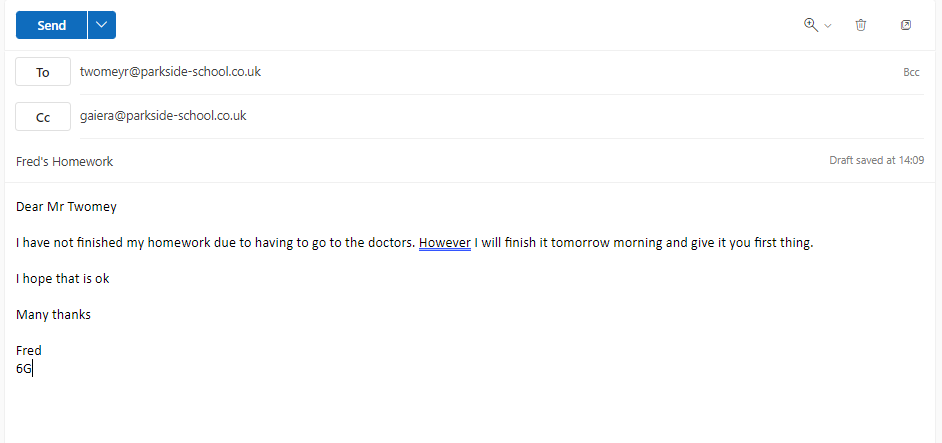 Send
To
twomeyr@parkside-school.co.uk
Bcc
Cc
gaiera@parkside-school.co.uk
Fred's Homework
Draft saved at 14:09
Dear Mr Twomey
I have not finished my homework due to having to go to the doctors. However I will finish it tomorrow morning and give it you first thing.
I hope that is ok
Many thanks
Fred
6G